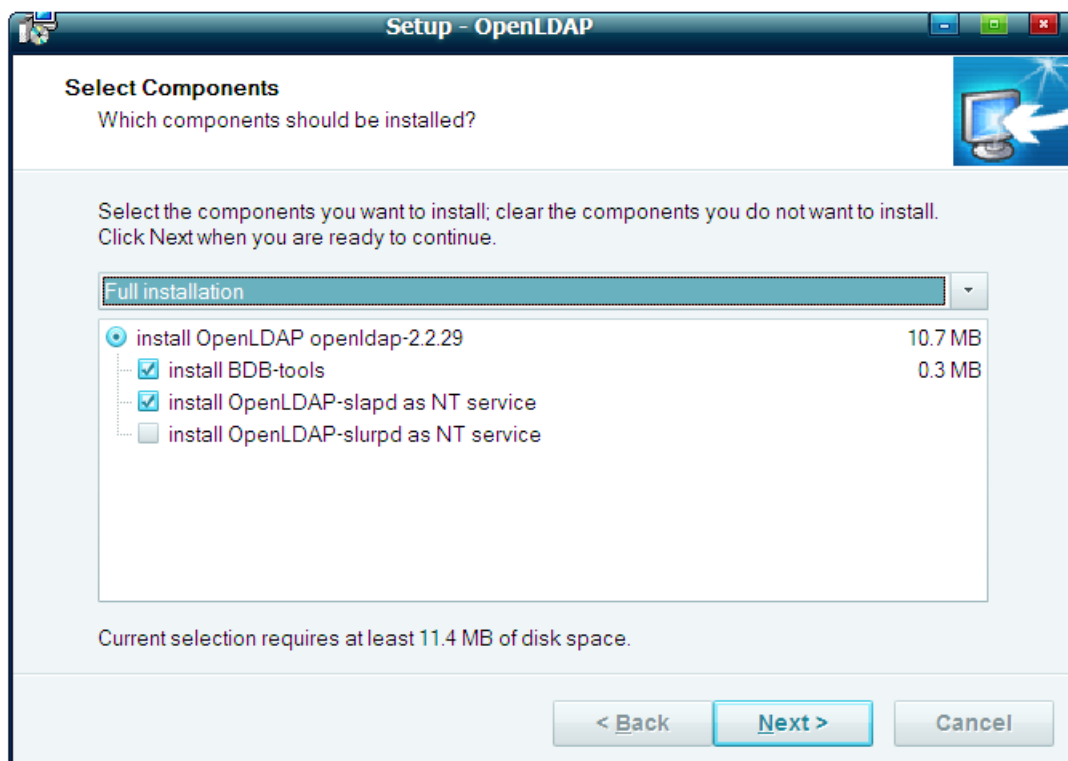 Setup - OpenLDAP
Select Components
Which components should be installed?
Select the components you want to install; clear the components you do not want to install.
Click Next when you are ready to continue.
Full installation
install OpenLDAP openldap-2.2.29 10.7 MB
install BDB-tools 0.3 MB
install OpenLDAP-slapd as NT service
install OpenLDAP-slurpd as NT service
Current selection requires at least 11.4 MB of disk space.
< Back Next > Cancel